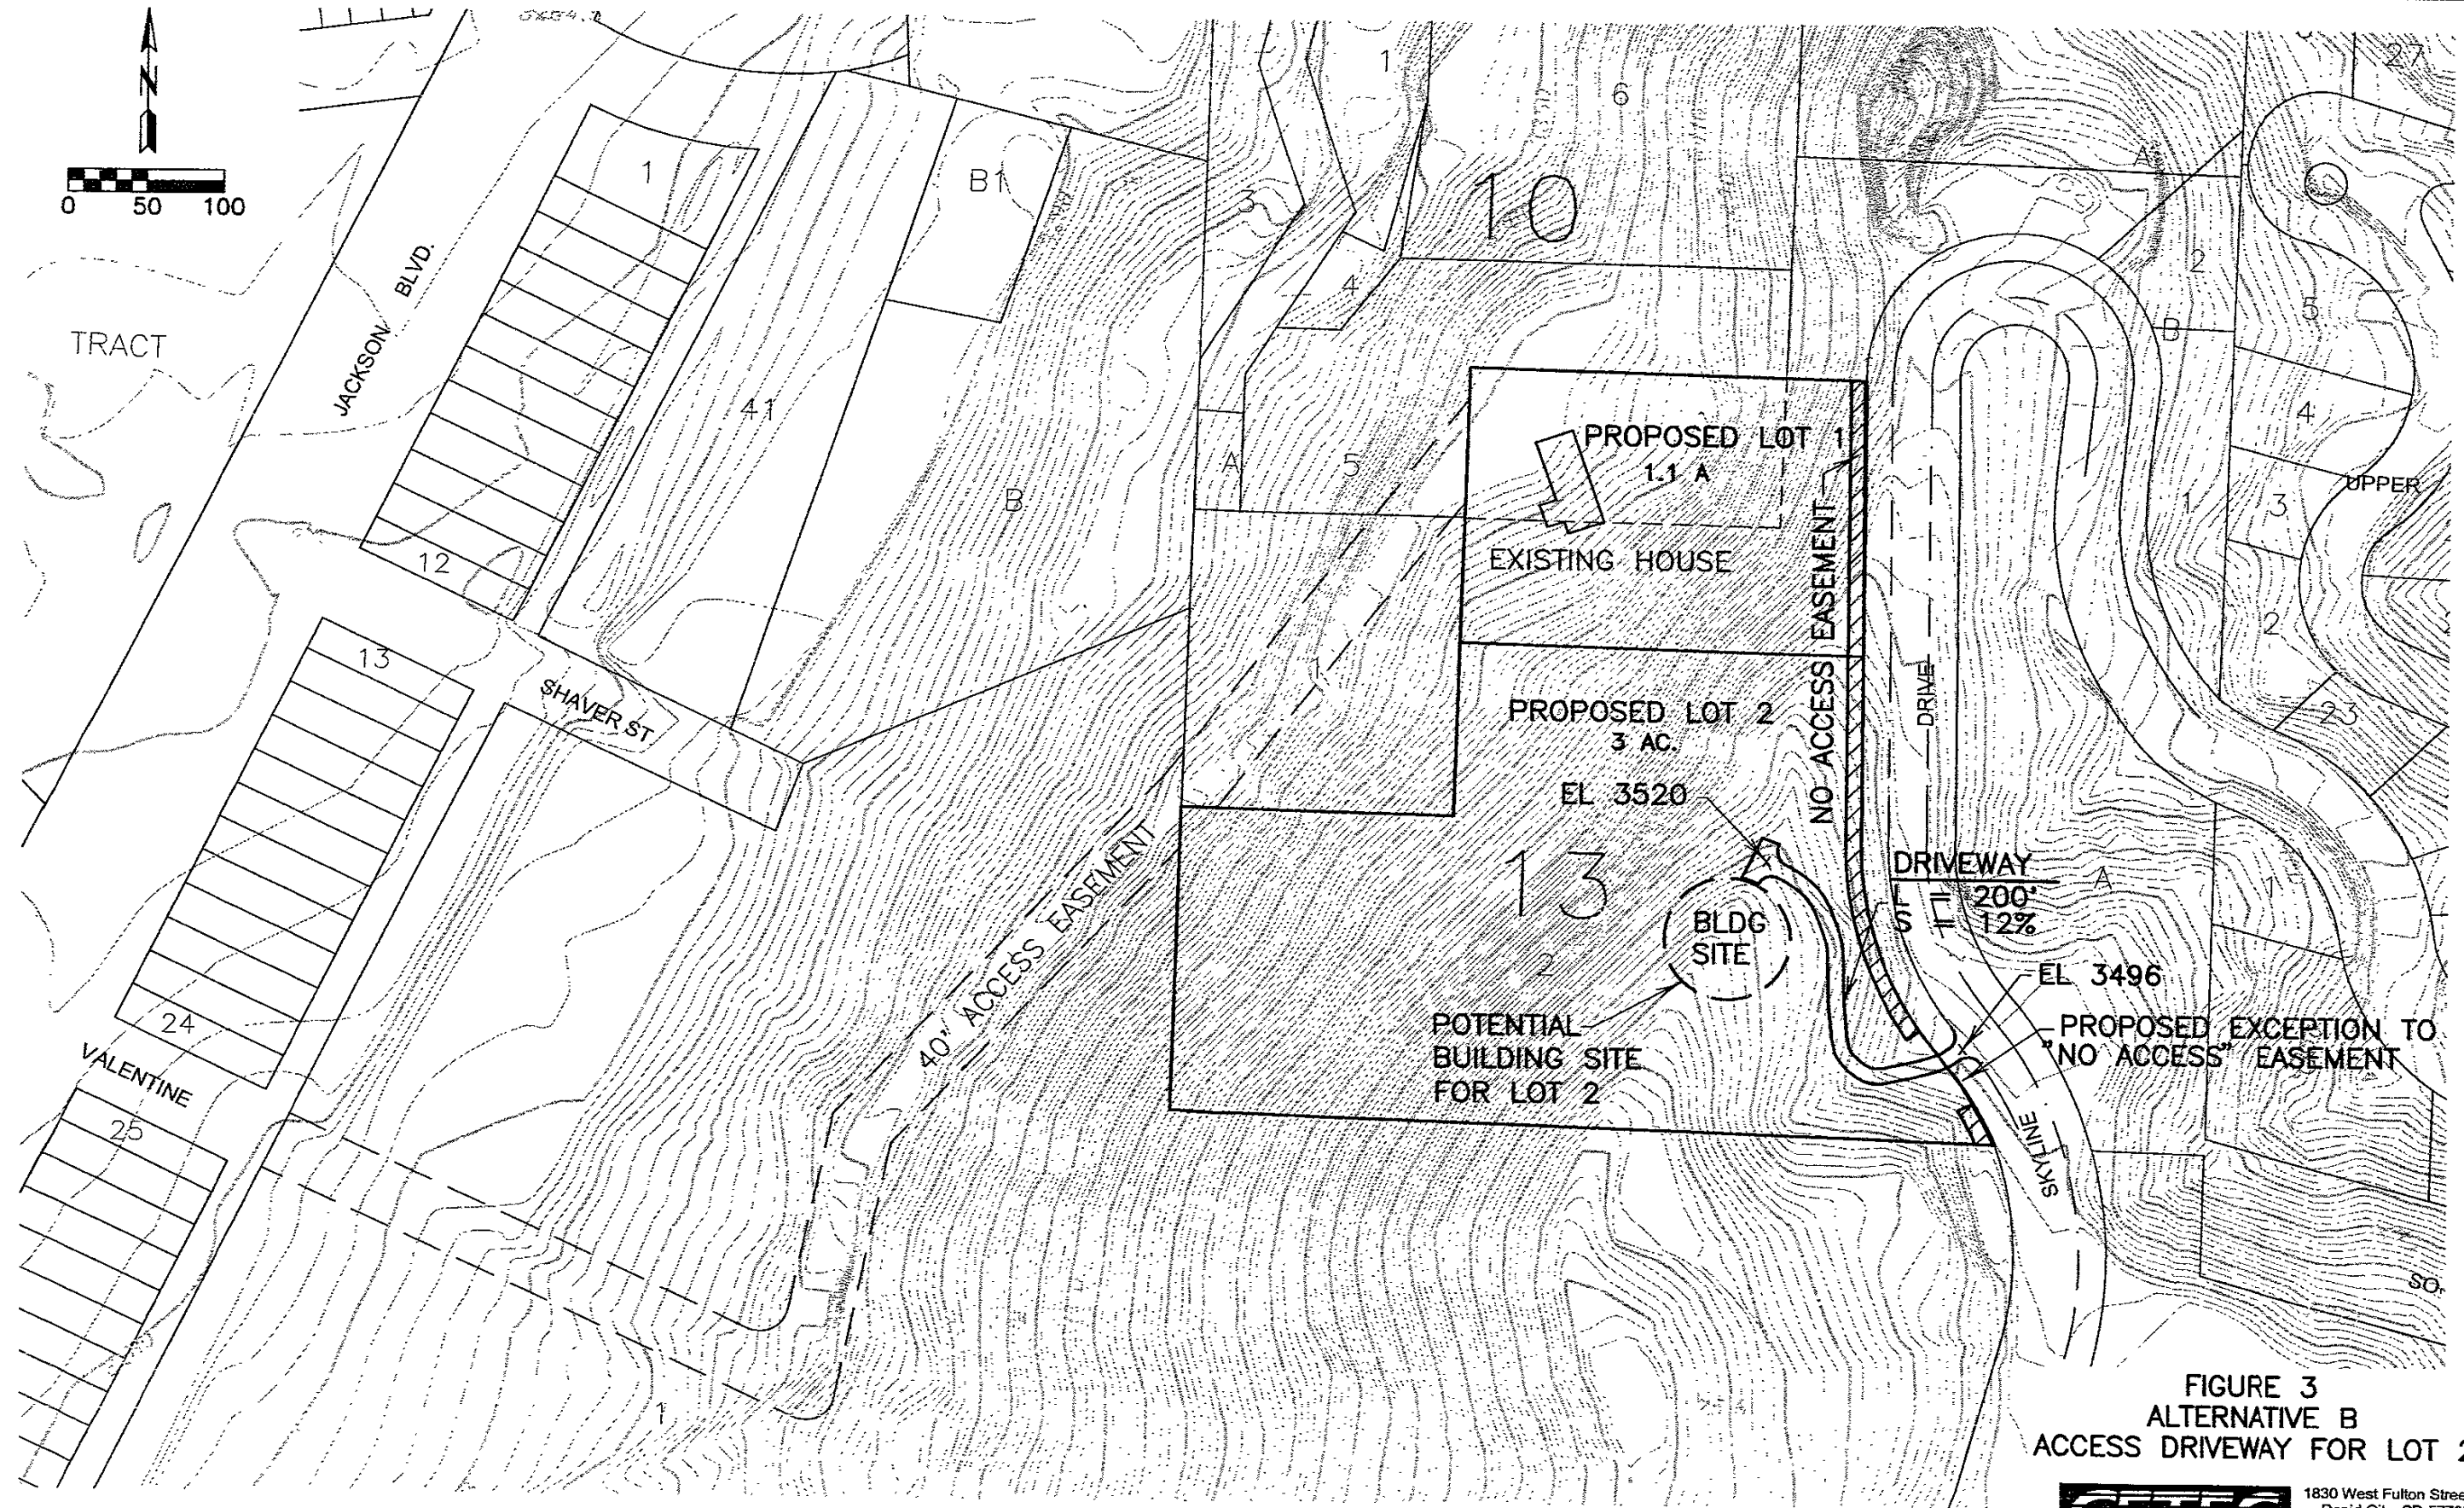 N
0 50 100
TRACT
JACKSON BLVD.
1
12
13
24
25
VALENTINE
SHAVER ST
41
B1
B
40" ACCESS EASEMENT
1
3
1
4
A
5
6
10
1
PROPOSED LOT 1
1.1 A
EXISTING HOUSE
NO ACCESS EASEMENT
PROPOSED LOT 2
3 AC.
EL 3520
13
2
BLDG
SITE
POTENTIAL
BUILDING SITE
FOR LOT 2
DRIVEWAY
L = 200'
S = 12%
EL 3496
PROPOSED EXCEPTION TO
"NO ACCESS" EASEMENT
DRIVE
SKYLINE
A
2
B
1
27
5
4
3
UPPER
2
23
A
1
SO.
FIGURE 3
ALTERNATIVE B
ACCESS DRIVEWAY FOR LOT 2
1830 West Fulton Stree